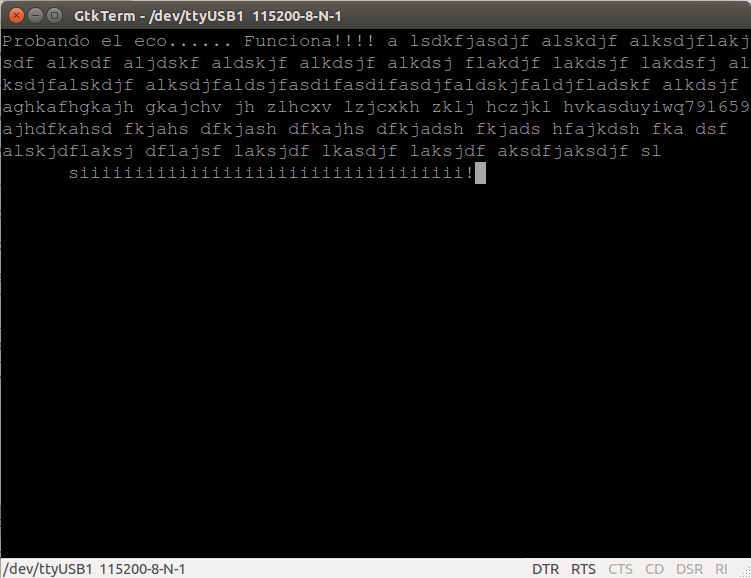 GtkTerm - /dev/ttyUSB1 115200-8-N-1
Probando el eco...... Funciona!!!! a lsdkfjasdjf alskdjf alksdjflakj
sdf alksdf aljdskf aldskjf alkdsjf alkdsj flakdjf lakdsjf lakdsfj al
ksdjfalskdjf alksdjfaldsjfasdifasdifasdjfaldskjfaldjfladskf alkdsjf
aghkafhgkajh gkajchv jh zlhcxv lzjcxkh zklj hczjkl hvkasduyiwq791659
ajhdfkahsd fkjahs dfkjash dfkajhs dfkjadsh fkjads hfajkdsh fka dsf
alskjdflaksj dflajsf laksjdf lkasdjf laksjdf aksdfjaksdjf sl
siiiiiiiiiiiiiiiiiiiiiiiiiiiiiiiiiii!
/dev/ttyUSB1 115200-8-N-1 DTR RTS CTS CD DSR RI